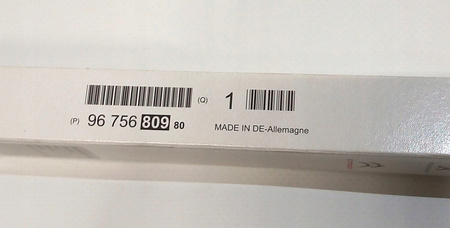 (Q) 1
(P) 96 756 809 80
MADE IN DE-Allemagne